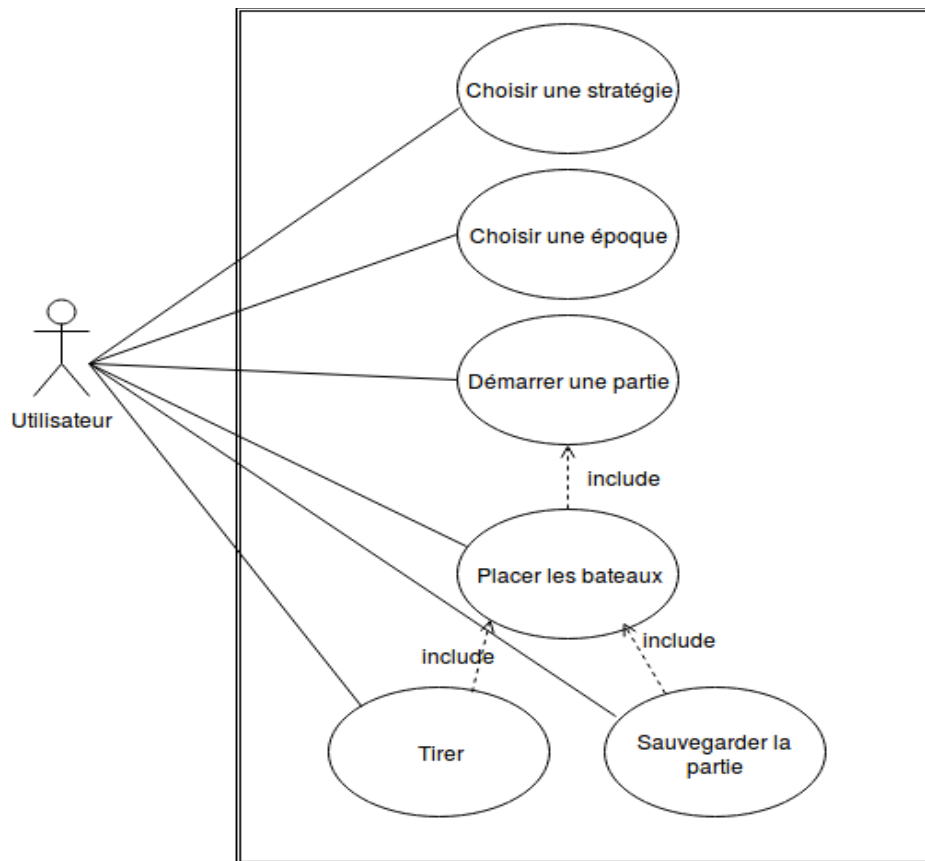 Choisir une stratégie
Choisir une époque
Démarrer une partie
Utilisateur
include
Placer les bateaux
include
include
Tirer
Sauvegarder la
partie